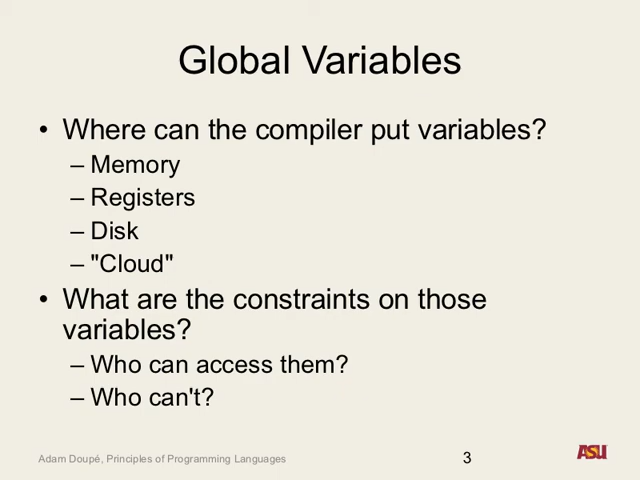 Global Variables
• Where can the compiler put variables?
– Memory
– Registers
– Disk
– "Cloud"
• What are the constraints on those
variables?
– Who can access them?
– Who can't?
Adam Doupé, Principles of Programming Languages
3
ASU